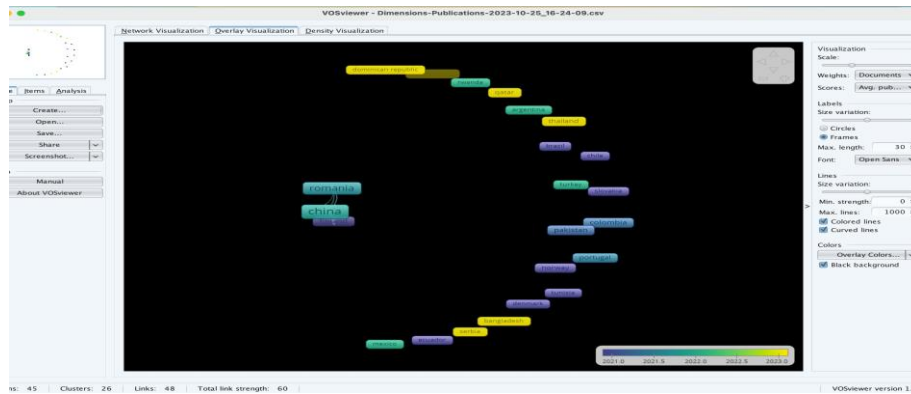 VOSviewer - Dimensions-Publications-2023-10-25_16-24-09.csv
Network Visualization Overlay Visualization Density Visualization
Items Analysis
Create...
Open...
Save...
Share
Screenshot...
Manual
About VOSviewer
dominican republic
rwanda
qatar
argentina
thailand
brazil
chile
romania
turkey
slovakia
china
colombia
pakistan
portugal
norway
denmark
bangladesh
serbia
ecuador
mexico
2021.0 2021.5 2022.0 2022.5 2023.0
Visualization
Scale:
Weights: Documents
Scores: Avg. pub...
Labels
Size variation:
Circles
Frames
Max. length: 30
Font: Open Sans
Lines
Size variation:
Min. strength: 0
Max. lines: 1000
Colored lines
Curved lines
Colors
Overlay Colors...
Black background
45 Clusters: 26 Links: 48 Total link strength: 60
VOSviewer version 1